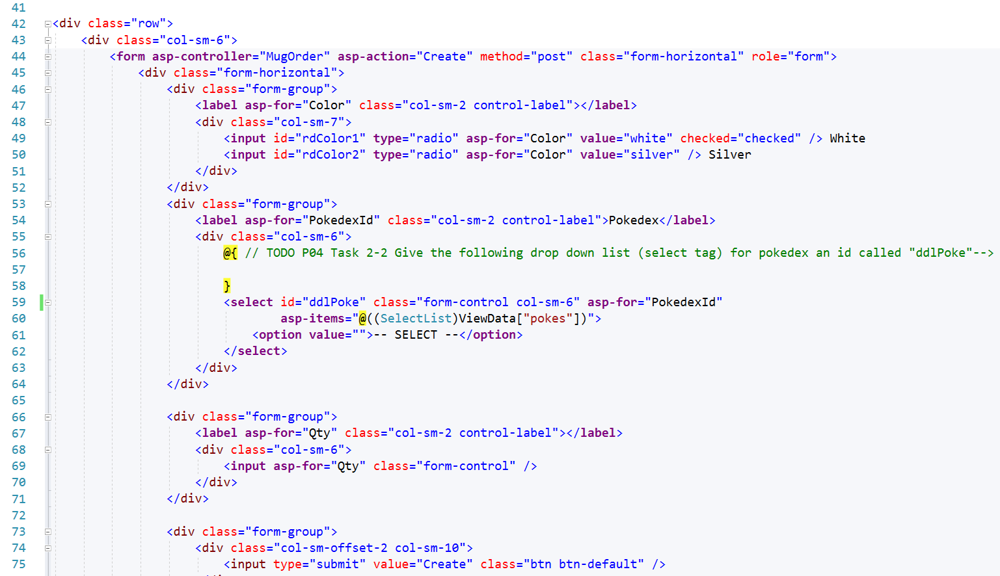 41
42 <div class="row">
43 <div class="col-sm-6">
44 <form asp-controller="MugOrder" asp-action="Create" method="post" class="form-horizontal" role="form">
45 <div class="form-horizontal">
46 <div class="form-group">
47 <label asp-for="Color" class="col-sm-2 control-label"></label>
48 <div class="col-sm-7">
49 <input id="rdColor1" type="radio" asp-for="Color" value="white" checked="checked" /> White
50 <input id="rdColor2" type="radio" asp-for="Color" value="silver" /> Silver
51 </div>
52 </div>
53 <div class="form-group">
54 <label asp-for="PokedexId" class="col-sm-2 control-label">Pokedex</label>
55 <div class="col-sm-6">
56 @{ // TODO P04 Task 2-2 Give the following drop down list (select tag) for pokedex an id called "ddlPoke"-->
57
58 }
59 <select id="ddlPoke" class="form-control col-sm-6" asp-for="PokedexId"
60 asp-items="@((SelectList)ViewData["pokes"])">
61 <option value="">-- SELECT --</option>
62 </select>
63 </div>
64 </div>
65
66 <div class="form-group">
67 <label asp-for="Qty" class="col-sm-2 control-label"></label>
68 <div class="col-sm-6">
69 <input asp-for="Qty" class="form-control" />
70 </div>
71 </div>
72
73 <div class="form-group">
74 <div class="col-sm-offset-2 col-sm-10">
75 <input type="submit" value="Create" class="btn btn-default" />